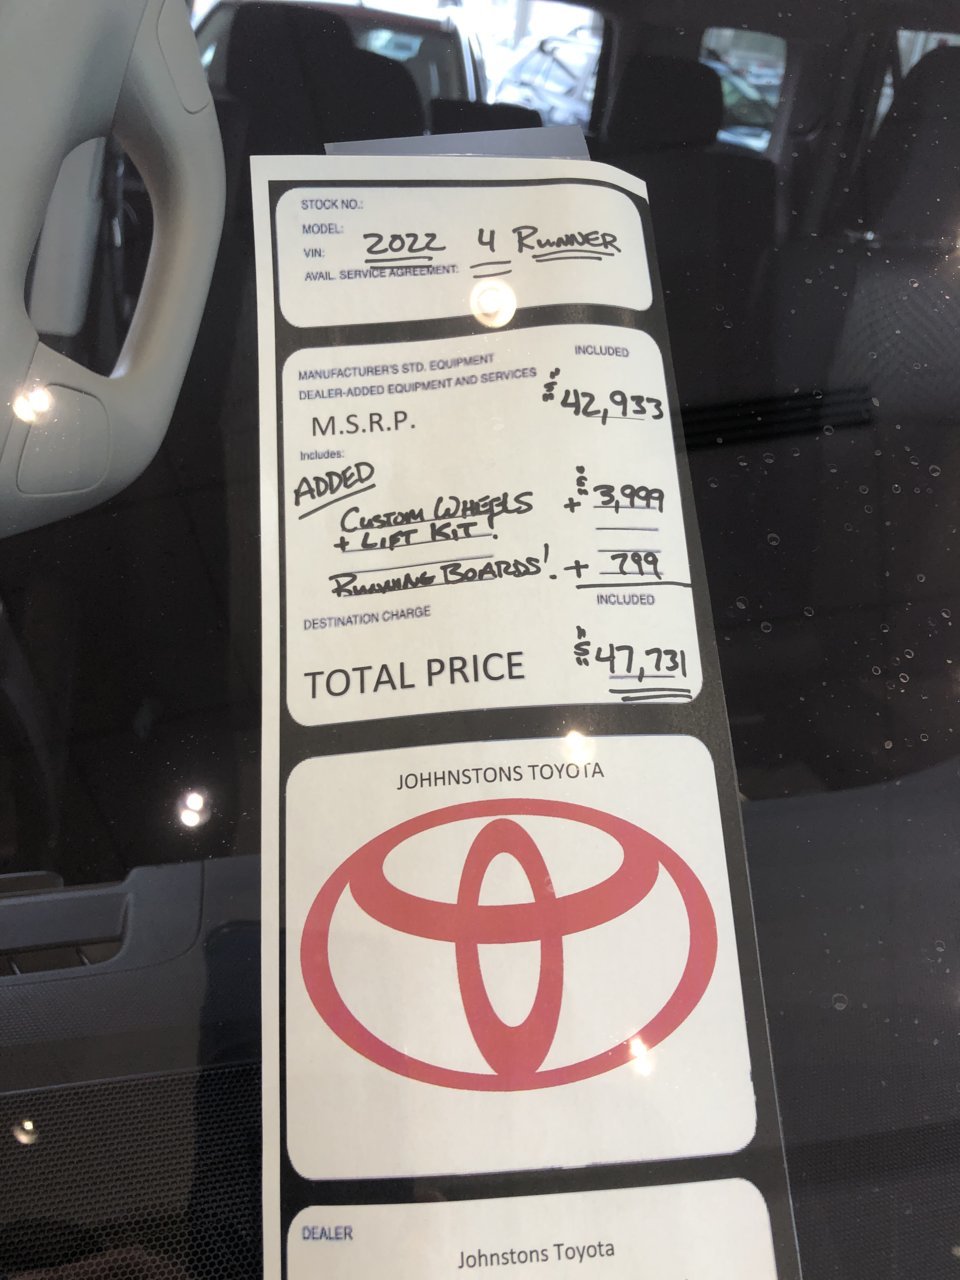 STOCK NO.:
MODEL:
VIN:
2022 4 RUNNER
AVAIL. SERVICE AGREEMENT:
MANUFACTURER'S STD. EQUIPMENT INCLUDED
DEALER-ADDED EQUIPMENT AND SERVICES
M.S.R.P. $42,933
Includes:
ADDED
CUSTOM WHEELS + $3,999
+ LIFT KIT!
RUNNING BOARDS! + 799
DESTINATION CHARGE INCLUDED
TOTAL PRICE $47,731
JOHHNSTONS TOYOTA
DEALER
Johnstons Toyota